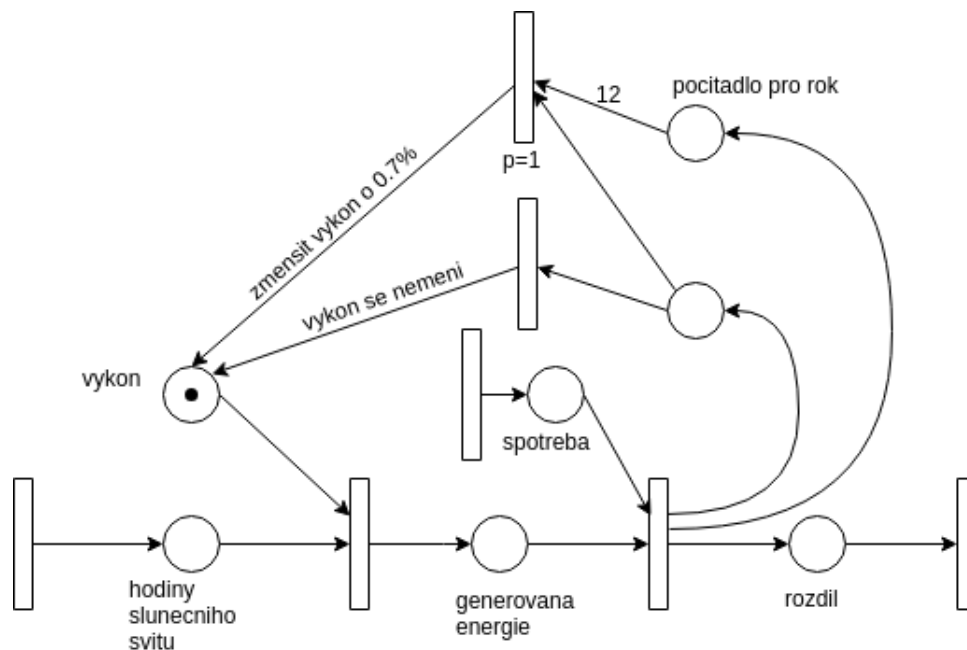 pocitadlo pro rok
12
p=1
zmensit vykon o 0.7%
vykon se nemeni
vykon
spotreba
hodiny
slunecniho
svitu
generovana
energie
rozdil